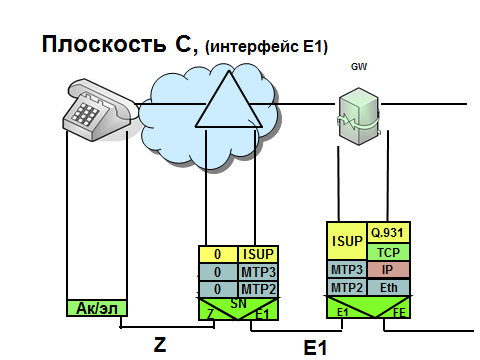 Плоскость С, (интерфейс Е1)
GW
ISUP
Q.931
TCP
0 ISUP
0 MTP3
0 MTP2
MTP3 IP
MTP2 Eth
SN
Z E1
E1 FE
Ак/эл
Z
E1